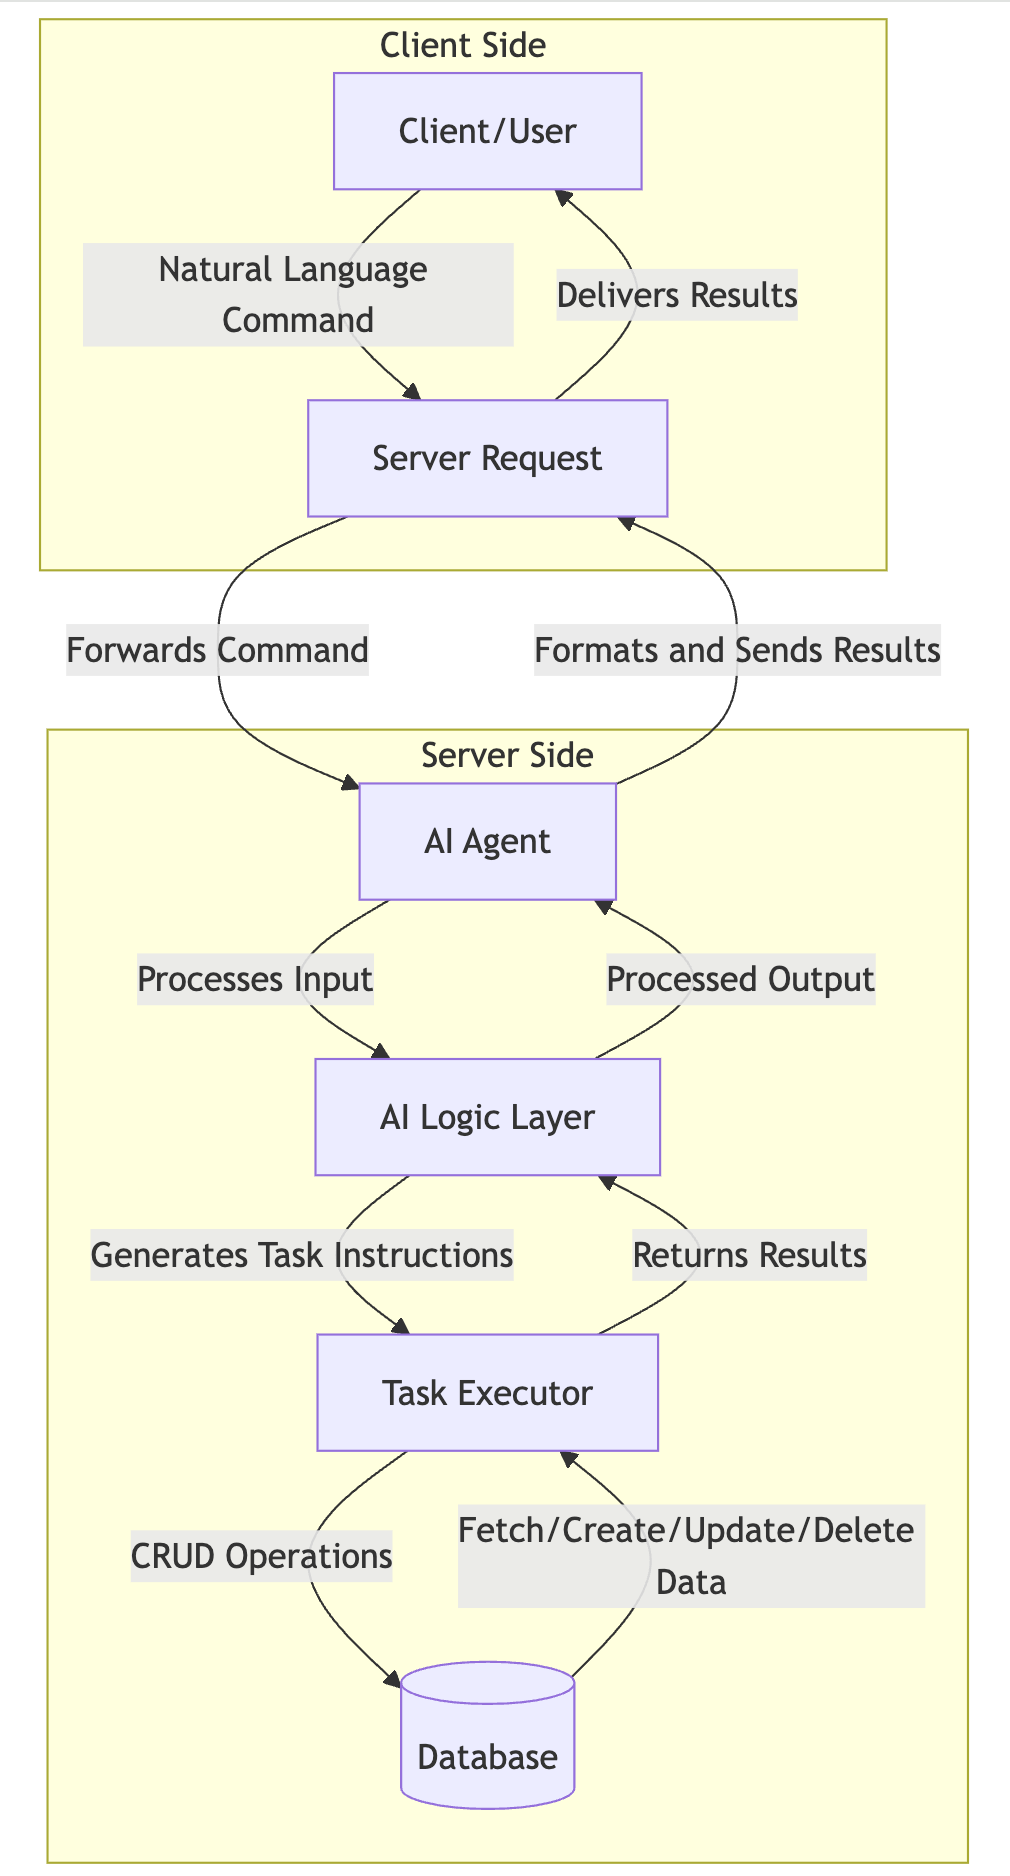 Client Side
Client/User
Natural Language
Command
Delivers Results
Server Request
Forwards Command
Formats and Sends Results
Server Side
AI Agent
Processes Input
Processed Output
AI Logic Layer
Generates Task Instructions
Returns Results
Task Executor
CRUD Operations
Fetch/Create/Update/Delete
Data
Database